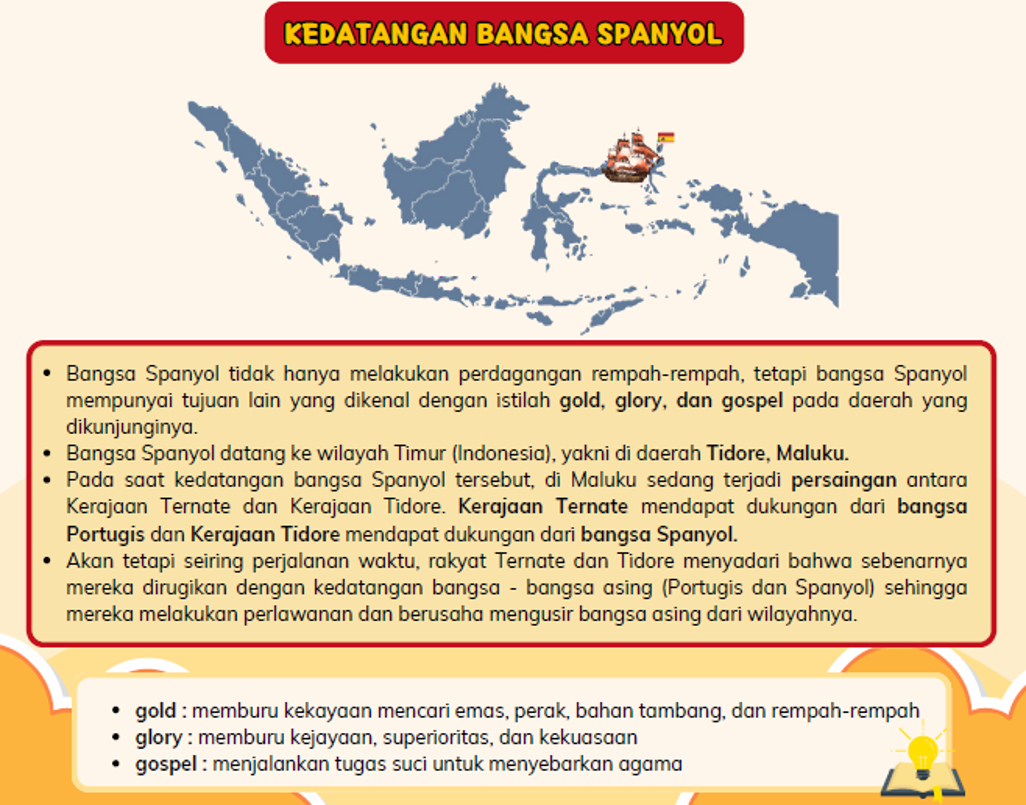 KEDATANGAN BANGSA SPANYOL
• Bangsa Spanyol tidak hanya melakukan perdagangan rempah-rempah, tetapi bangsa Spanyol
mempunyai tujuan lain yang dikenal dengan istilah gold, glory, dan gospel pada daerah yang
dikunjunginya.
• Bangsa Spanyol datang ke wilayah Timur (Indonesia), yakni di daerah Tidore, Maluku.
• Pada saat kedatangan bangsa Spanyol tersebut, di Maluku sedang terjadi persaingan antara
Kerajaan Ternate dan Kerajaan Tidore. Kerajaan Ternate mendapat dukungan dari bangsa
Portugis dan Kerajaan Tidore mendapat dukungan dari bangsa Spanyol.
• Akan tetapi seiring perjalanan waktu, rakyat Ternate dan Tidore menyadari bahwa sebenarnya
mereka dirugikan dengan kedatangan bangsa - bangsa asing (Portugis dan Spanyol) sehingga
mereka melakukan perlawanan dan berusaha mengusir bangsa asing dari wilayahnya.
• gold : memburu kekayaan mencari emas, perak, bahan tambang, dan rempah-rempah
• glory : memburu kejayaan, superioritas, dan kekuasaan
• gospel : menjalankan tugas suci untuk menyebarkan agama